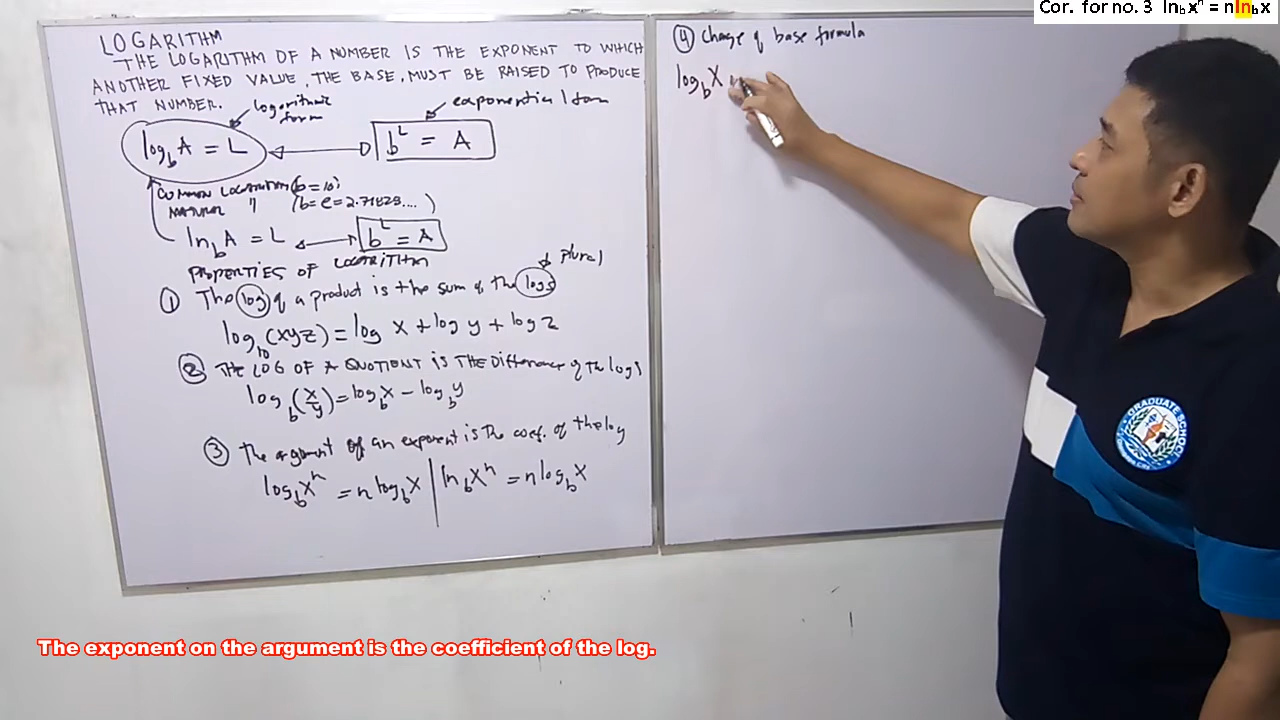 Cor. for no. 3 ln_b x^n = n ln_b x
LOGARITHM
THE LOGARITHM OF A NUMBER IS THE EXPONENT TO WHICH
ANOTHER FIXED VALUE, THE BASE, MUST BE RAISED TO PRODUCE
THAT NUMBER.
logarithmic
form
exponential form
log_b A = L
b^L = A
COMMON LOGARITHM (b = 10)
NATURAL " (b = e = 2.71828....)
ln_b A = L
b^L = A
PROPERTIES OF LOGARITHM
plural
① The log of a product is the sum of the logs
log_10 (xyz) = log x + log y + log z
② THE LOG OF A QUOTIENT IS THE Difference of the logs
log_b (x/y) = log_b x - log_b y
③ The argument of an exponent is the coef. of the log
log_b x^n = n log_b x | ln_b x^n = n log_b x
④ Change of base formula
log_b x
GRADUATE SCHOOL
The exponent on the argument is the coefficient of the log.